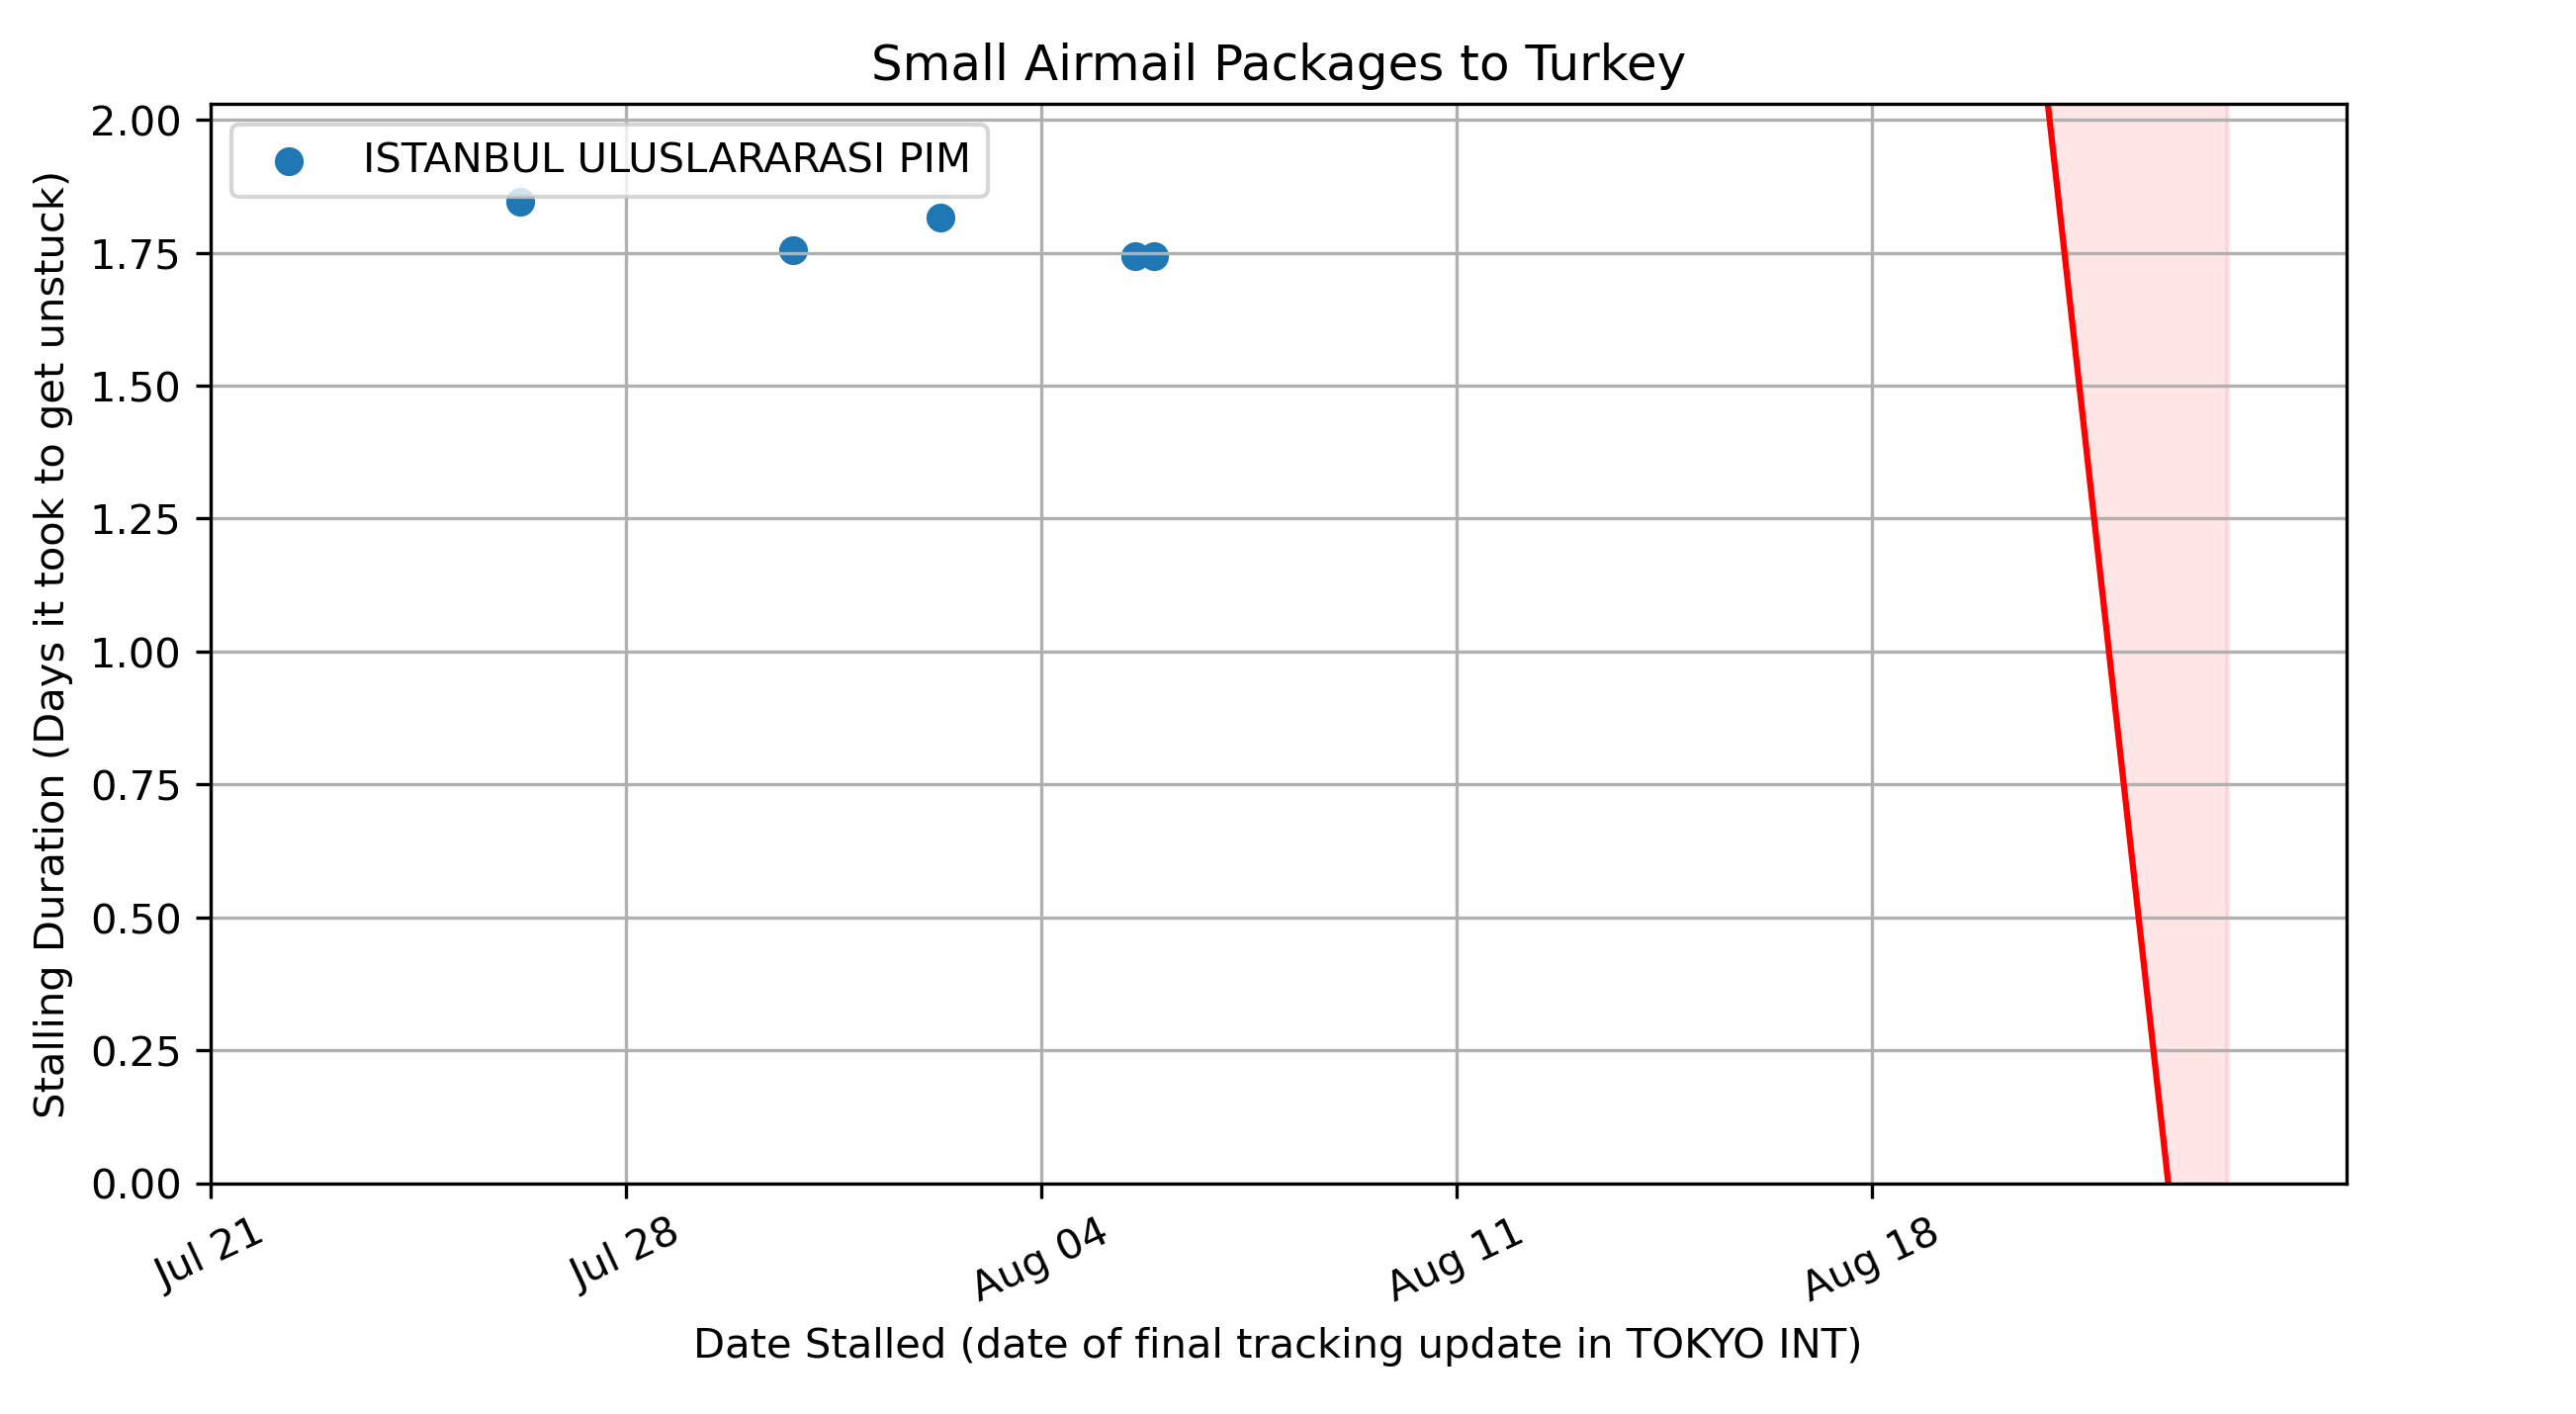 Small Airmail Packages to Turkey
ISTANBUL ULUSLARARASI PIM
Stalling Duration (Days it took to get unstuck)
2.00
1.75
1.50
1.25
1.00
0.75
0.50
0.25
0.00
Jul 21
Jul 28
Aug 04
Aug 11
Aug 18
Date Stalled (date of final tracking update in TOKYO INT)